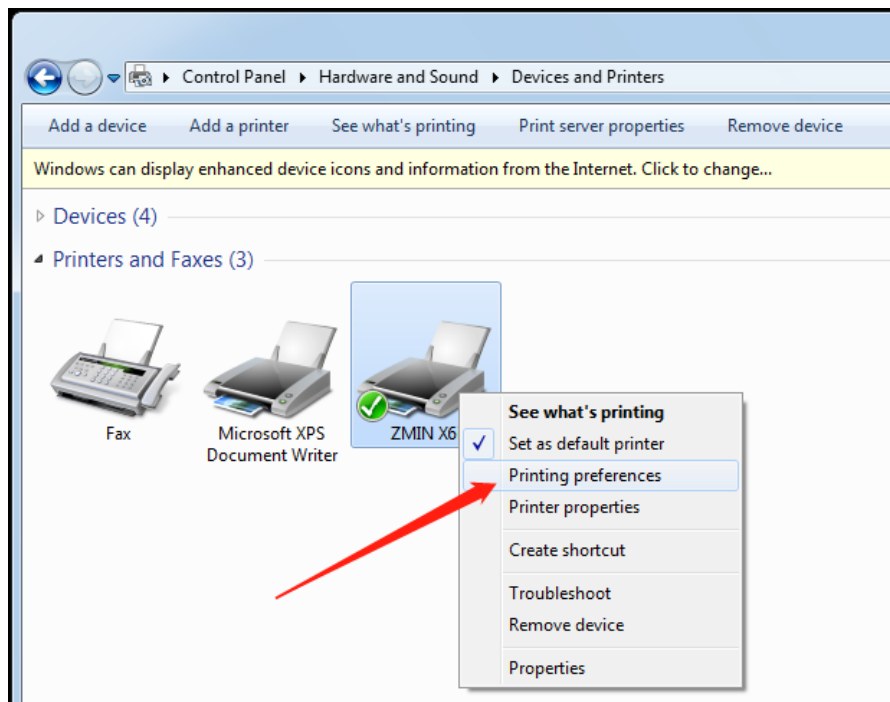 Control Panel Hardware and Sound Devices and Printers
Add a device Add a printer See what's printing Print server properties Remove device
Windows can display enhanced device icons and information from the Internet. Click to change...
Devices (4)
Printers and Faxes (3)
Fax
Microsoft XPS
Document Writer
ZMIN X6
See what's printing
Set as default printer
Printing preferences
Printer properties
Create shortcut
Troubleshoot
Remove device
Properties